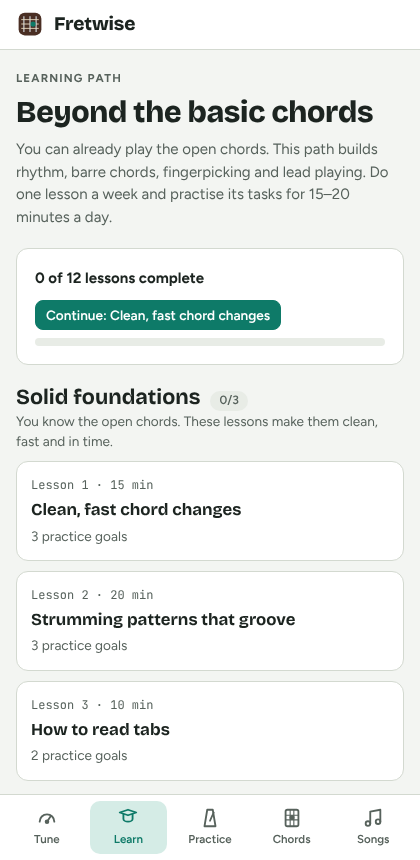 Fretwise
LEARNING PATH
Beyond the basic chords
You can already play the open chords. This path builds
rhythm, barre chords, fingerpicking and lead playing. Do
one lesson a week and practise its tasks for 15–20
minutes a day.
0 of 12 lessons complete
Continue: Clean, fast chord changes
Solid foundations 0/3
You know the open chords. These lessons make them clean,
fast and in time.
Lesson 1 · 15 min
Clean, fast chord changes
3 practice goals
Lesson 2 · 20 min
Strumming patterns that groove
3 practice goals
Lesson 3 · 10 min
How to read tabs
2 practice goals
Tune Learn Practice Chords Songs